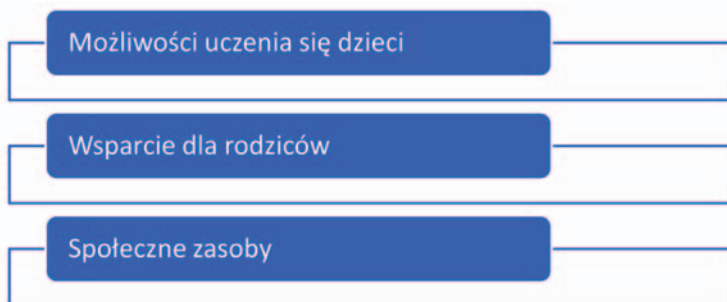 Możliwości uczenia się dzieci
Wsparcie dla rodziców
Społeczne zasoby